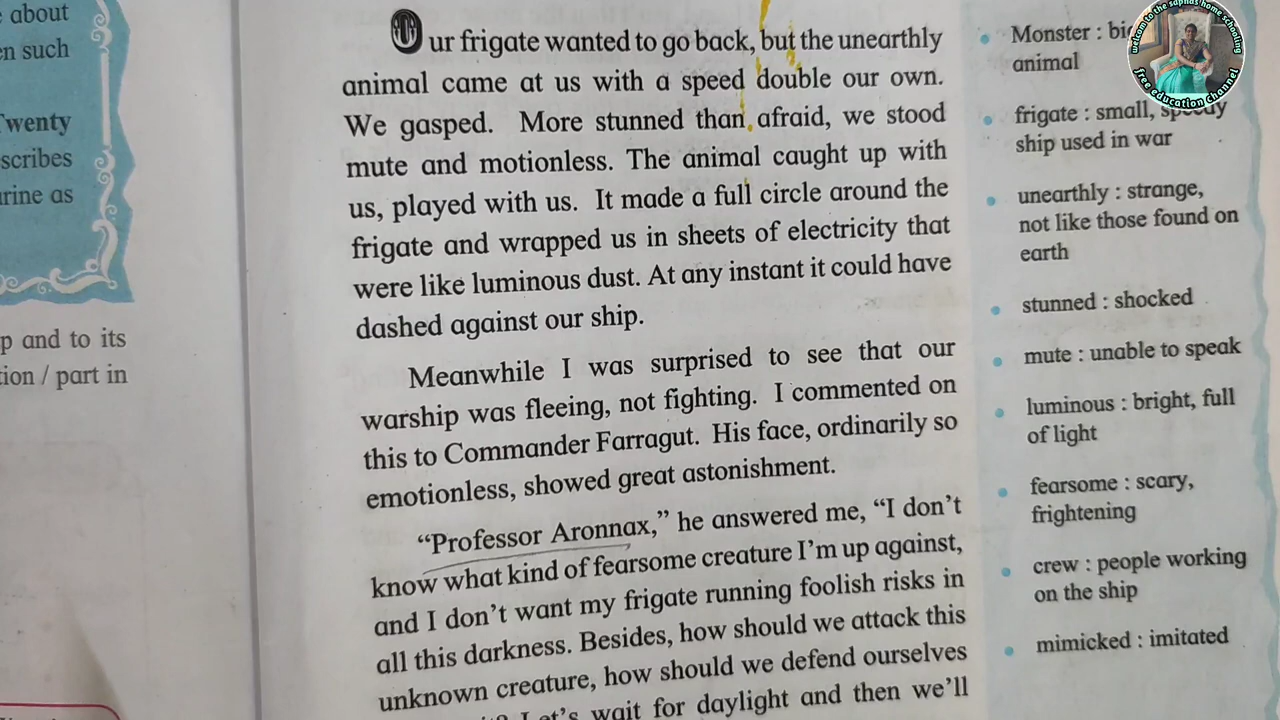 about
en such
Twenty
scribes
rine as
p and to its
tion / part in
Our frigate wanted to go back, but the unearthly
animal came at us with a speed double our own.
We gasped. More stunned than afraid, we stood
mute and motionless. The animal caught up with
us, played with us. It made a full circle around the
frigate and wrapped us in sheets of electricity that
were like luminous dust. At any instant it could have
dashed against our ship.
Meanwhile I was surprised to see that our
warship was fleeing, not fighting. I commented on
this to Commander Farragut. His face, ordinarily so
emotionless, showed great astonishment.
“Professor Aronnax,” he answered me, “I don’t
know what kind of fearsome creature I’m up against,
and I don’t want my frigate running foolish risks in
all this darkness. Besides, how should we attack this
unknown creature, how should we defend ourselves
Let’s wait for daylight and then we’ll
Monster :
animal
frigate : small, speedy
ship used in war
unearthly : strange,
not like those found on
earth
stunned : shocked
mute : unable to speak
luminous : bright, full
of light
fearsome : scary,
frightening
crew : people working
on the ship
mimicked : imitated
welcom to the sapnas home schooling
free education channel